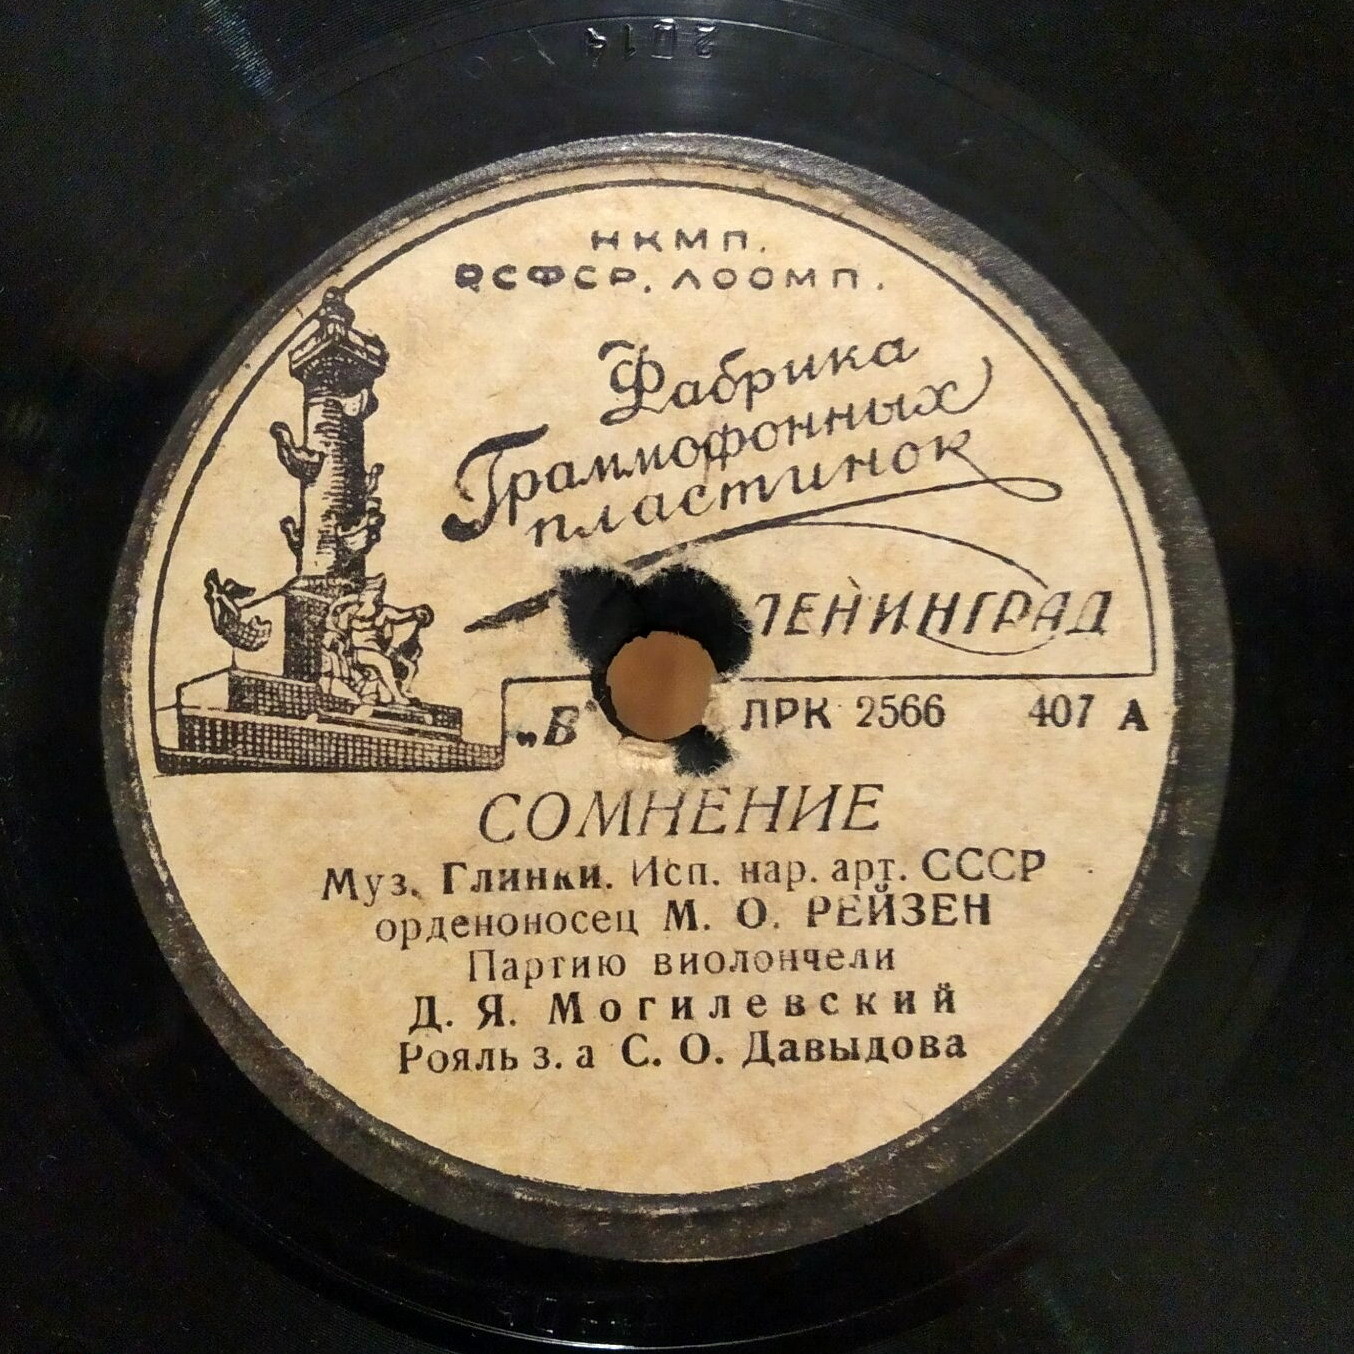 2014
НКМП.
РСФСР. ЛООМП.
Фабрика
Граммофонных
пластинок
ЛЕНИНГРАД
„В" ЛРК 2566 407 А
СОМНЕНИЕ
Муз. Глинки. Исп. нар. арт. СССР
орденоносец М. О. РЕЙЗЕН
Партию виолончели
Д. Я. Могилевский
Рояль з. а С. О. Давыдова